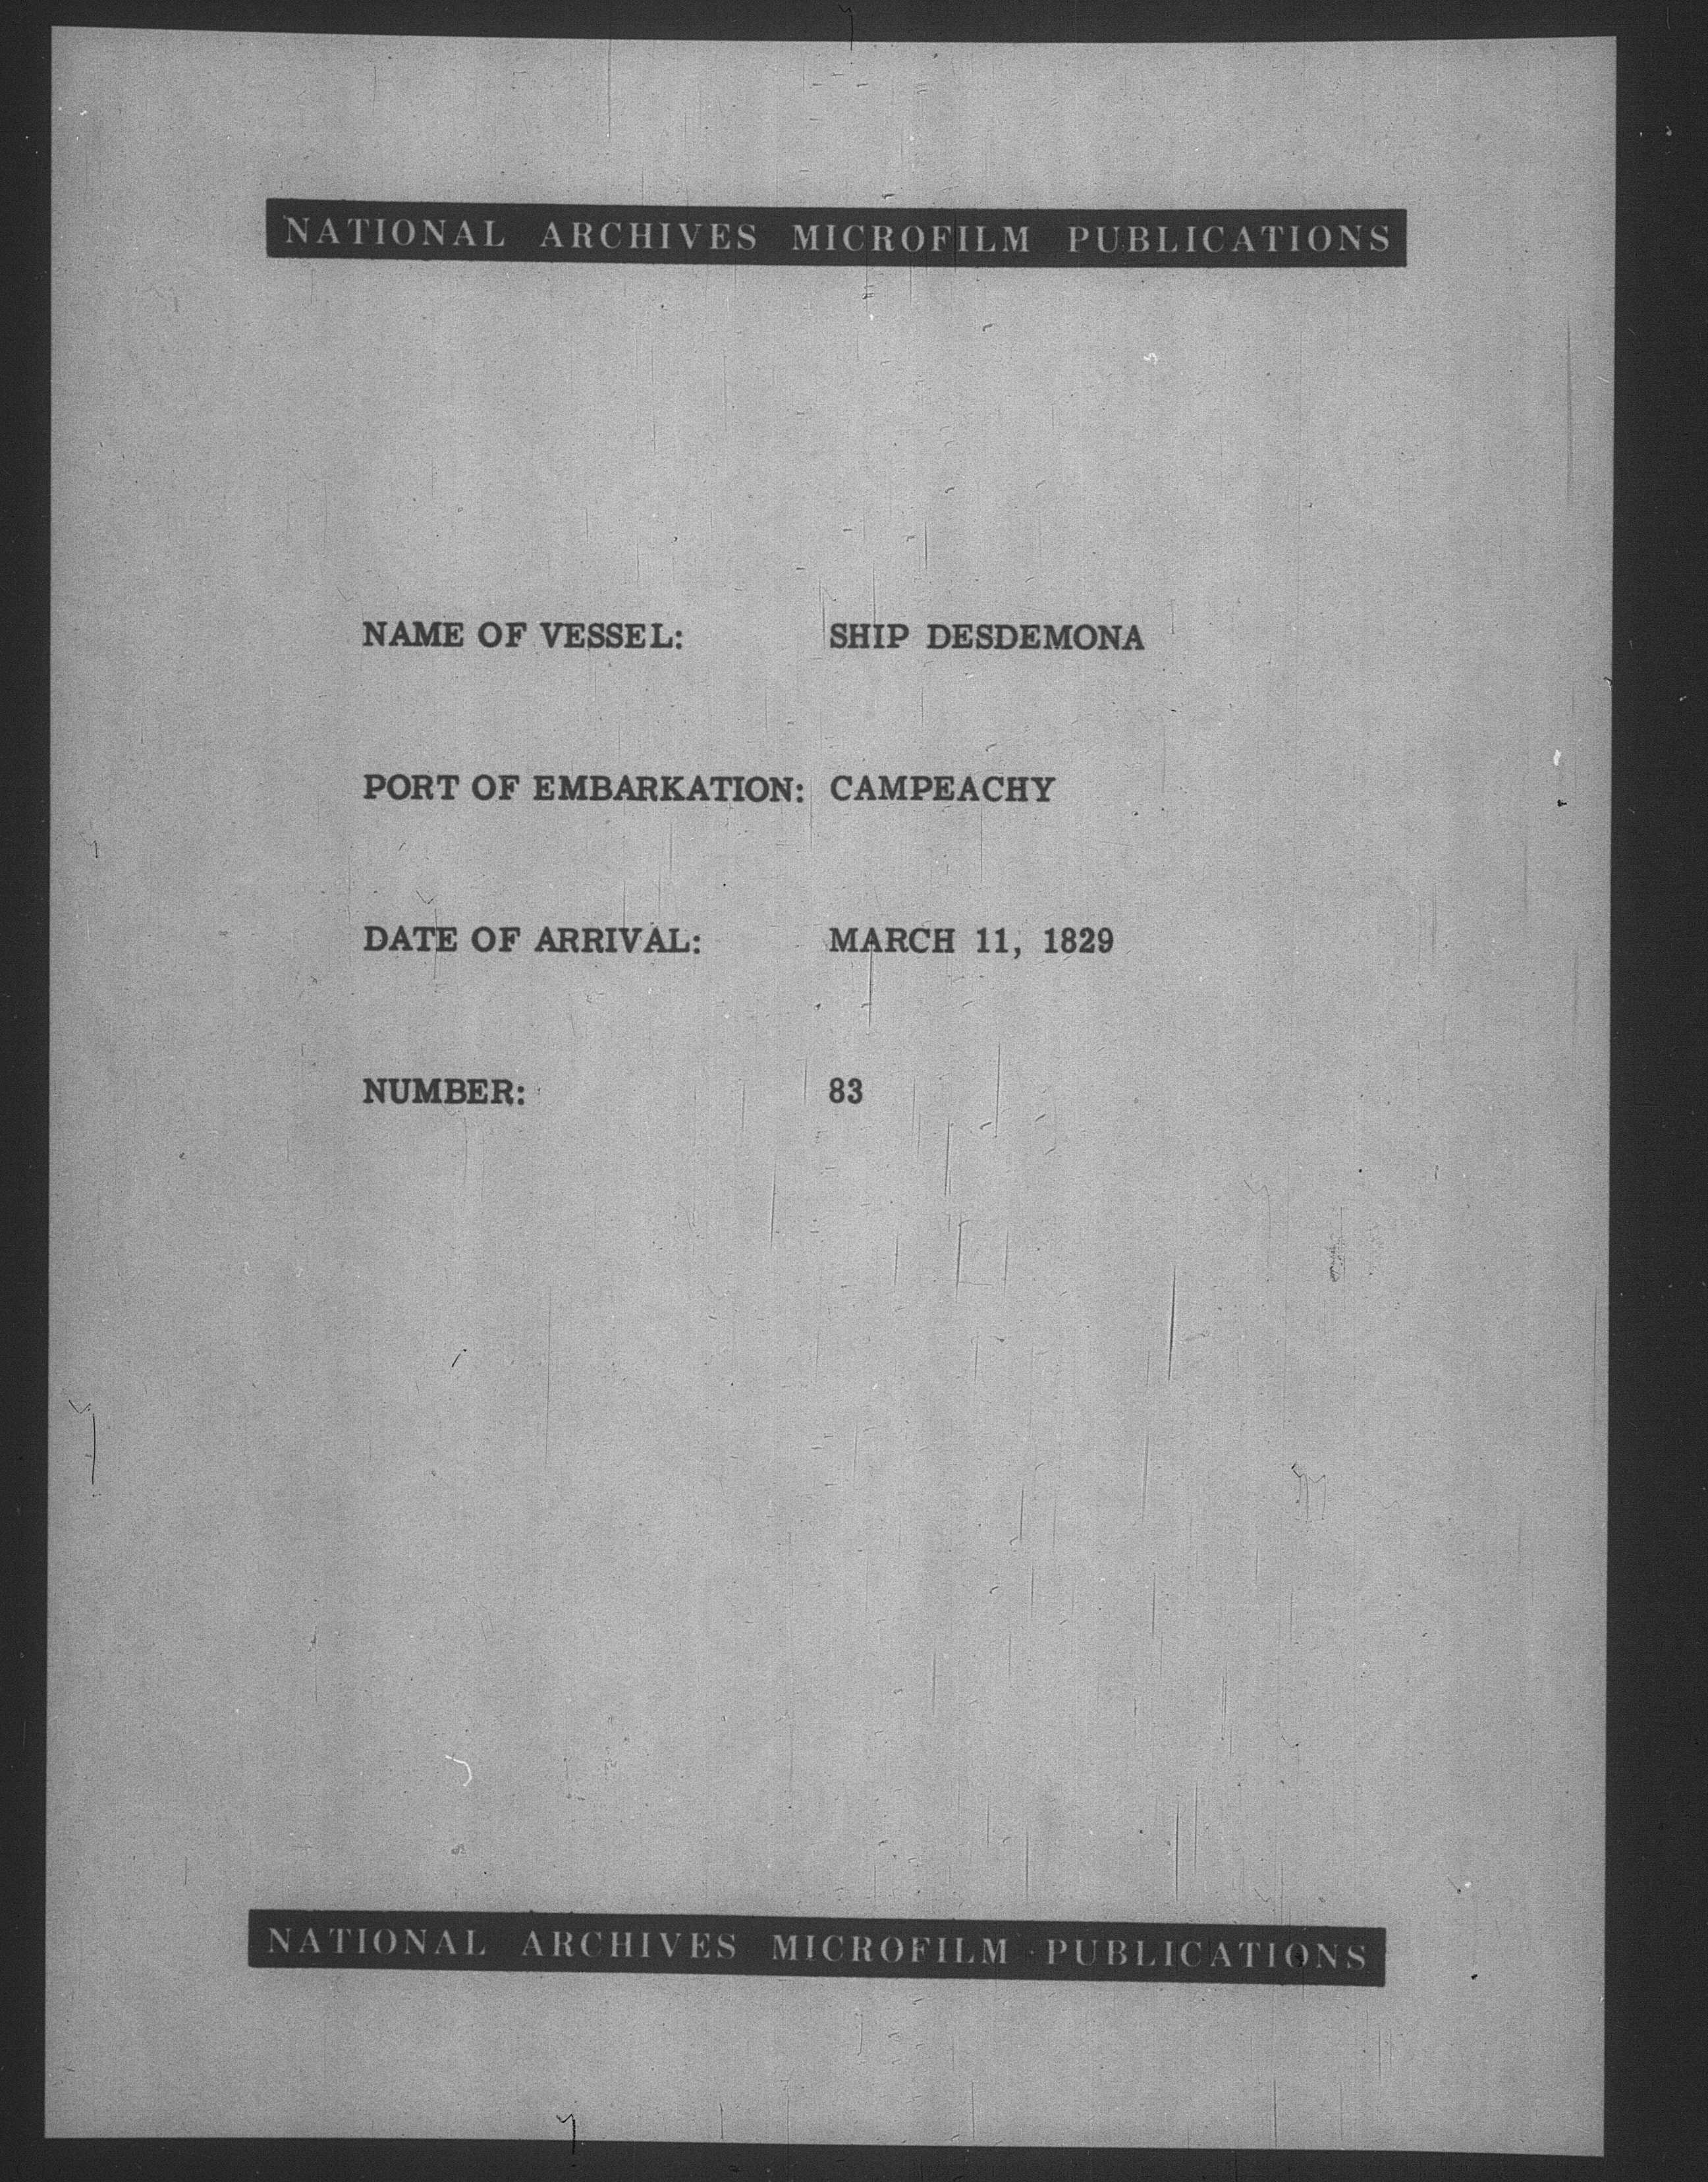 NATIONAL ARCHIVES MICROFILM PUBLICATIONS
NAME OF VESSEL: SHIP DESDEMONA
PORT OF EMBARKATION: CAMPEACHY
DATE OF ARRIVAL: MARCH 11, 1829
NUMBER: 83
NATIONAL ARCHIVES MICROFILM PUBLICATIONS